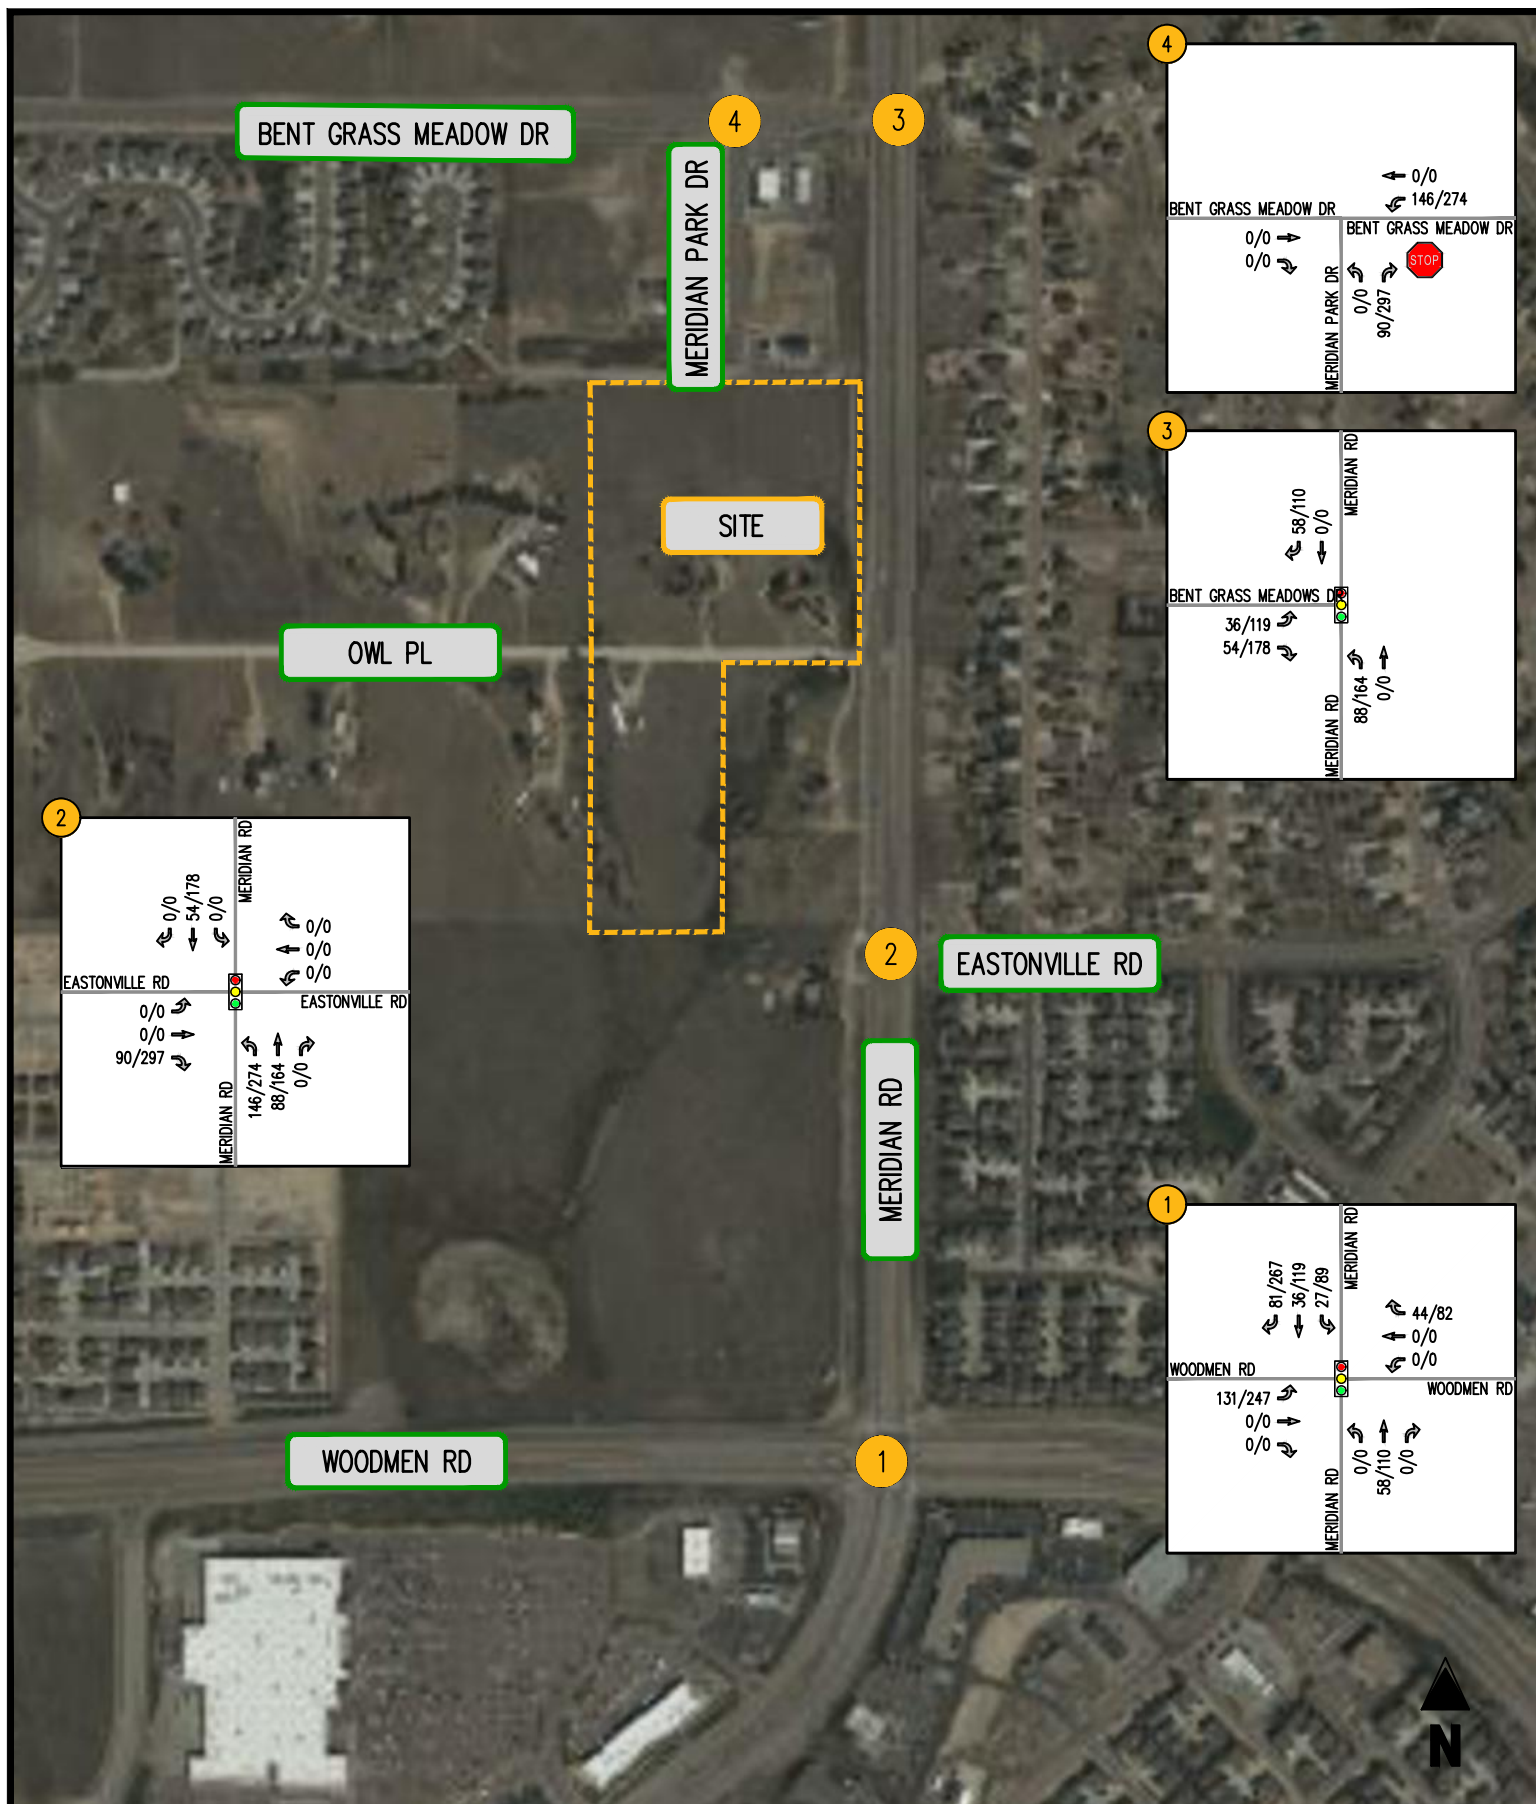 BENT GRASS MEADOW DR
4
3
MERIDIAN PARK DR
SITE
OWL PL
2
EASTONVILLE RD
MERIDIAN RD
WOODMEN RD
1
N
4
0/0
146/274
BENT GRASS MEADOW DR
BENT GRASS MEADOW DR
0/0
0/0
STOP
MERIDIAN PARK DR
0/0
90/297
3
MERIDIAN RD
58/110
0/0
BENT GRASS MEADOWS DR
36/119
54/178
MERIDIAN RD
88/164
0/0
2
MERIDIAN RD
0/0
54/178
0/0
0/0
0/0
0/0
EASTONVILLE RD
EASTONVILLE RD
0/0
0/0
90/297
MERIDIAN RD
146/274
88/164
0/0
1
MERIDIAN RD
81/267
36/119
27/89
44/82
0/0
0/0
WOODMEN RD
WOODMEN RD
131/247
0/0
0/0
MERIDIAN RD
0/0
58/110
0/0